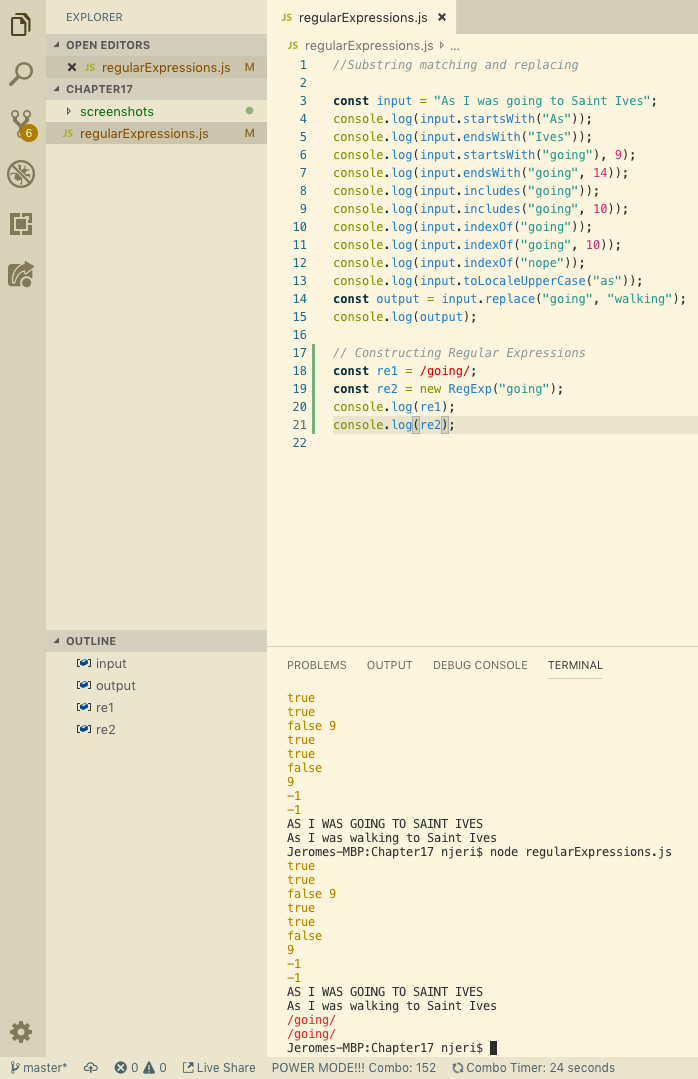 EXPLORER
OPEN EDITORS
JS regularExpressions.js M
CHAPTER17
screenshots
JS regularExpressions.js M
6
OUTLINE
input
output
re1
re2
JS regularExpressions.js
JS regularExpressions.js ...
1 //Substring matching and replacing
2
3 const input = "As I was going to Saint Ives";
4 console.log(input.startsWith("As"));
5 console.log(input.endsWith("Ives"));
6 console.log(input.startsWith("going"), 9);
7 console.log(input.endsWith("going", 14));
8 console.log(input.includes("going"));
9 console.log(input.includes("going", 10));
10 console.log(input.indexOf("going"));
11 console.log(input.indexOf("going", 10));
12 console.log(input.indexOf("nope"));
13 console.log(input.toLocaleUpperCase("as"));
14 const output = input.replace("going", "walking");
15 console.log(output);
16
17 // Constructing Regular Expressions
18 const re1 = /going/;
19 const re2 = new RegExp("going");
20 console.log(re1);
21 console.log(re2);
22
PROBLEMS OUTPUT DEBUG CONSOLE TERMINAL
true
true
false 9
true
true
false
9
-1
-1
AS I WAS GOING TO SAINT IVES
As I was walking to Saint Ives
Jeromes-MBP:Chapter17 njeri$ node regularExpressions.js
true
true
false 9
true
true
false
9
-1
-1
AS I WAS GOING TO SAINT IVES
As I was walking to Saint Ives
/going/
/going/
Jeromes-MBP:Chapter17 njeri$
master* 0 0 Live Share POWER MODE!!! Combo: 152 Combo Timer: 24 seconds